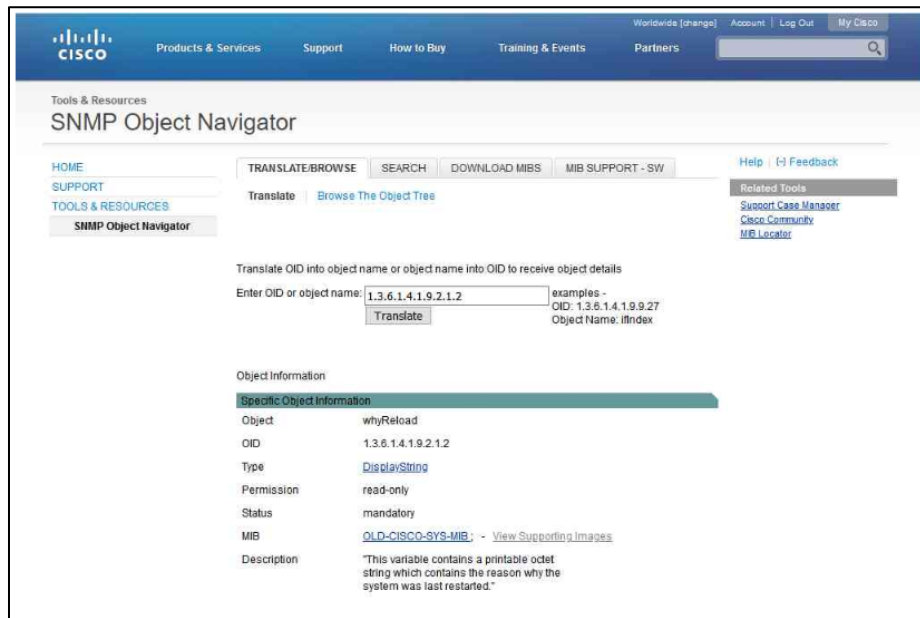 Worldwide [change] Account Log Out My Cisco
CISCO
Products & Services Support How to Buy Training & Events Partners
Tools & Resources
SNMP Object Navigator
HOME
SUPPORT
TOOLS & RESOURCES
SNMP Object Navigator
TRANSLATE/BROWSE SEARCH DOWNLOAD MIBS MIB SUPPORT - SW
Translate Browse The Object Tree
Help [-] Feedback
Related Tools
Support Case Manager
Cisco Community
MIB Locator
Translate OID into object name or object name into OID to receive object details
Enter OID or object name: 1.3.6.1.4.1.9.2.1.2 examples -
OID: 1.3.6.1.4.1.9.9.27
Translate Object Name: ifIndex
Object Information
Specific Object Information
Object whyReload
OID 1.3.6.1.4.1.9.2.1.2
Type DisplayString
Permission read-only
Status mandatory
MIB OLD-CISCO-SYS-MIB ; - View Supporting Images
Description "This variable contains a printable octet
string which contains the reason why the
system was last restarted."